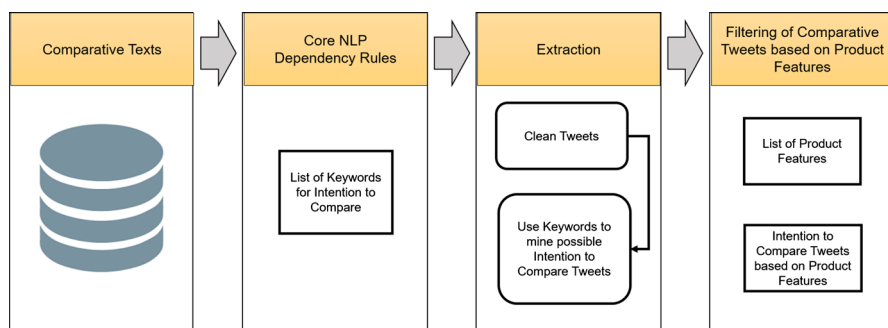 Comparative Texts
Core NLP
Dependency Rules
Extraction
Filtering of Comparative
Tweets based on Product
Features
List of Keywords
for Intention to
Compare
Clean Tweets
Use Keywords to
mine possible
Intention to
Compare Tweets
List of Product
Features
Intention to
Compare Tweets
based on Product
Features